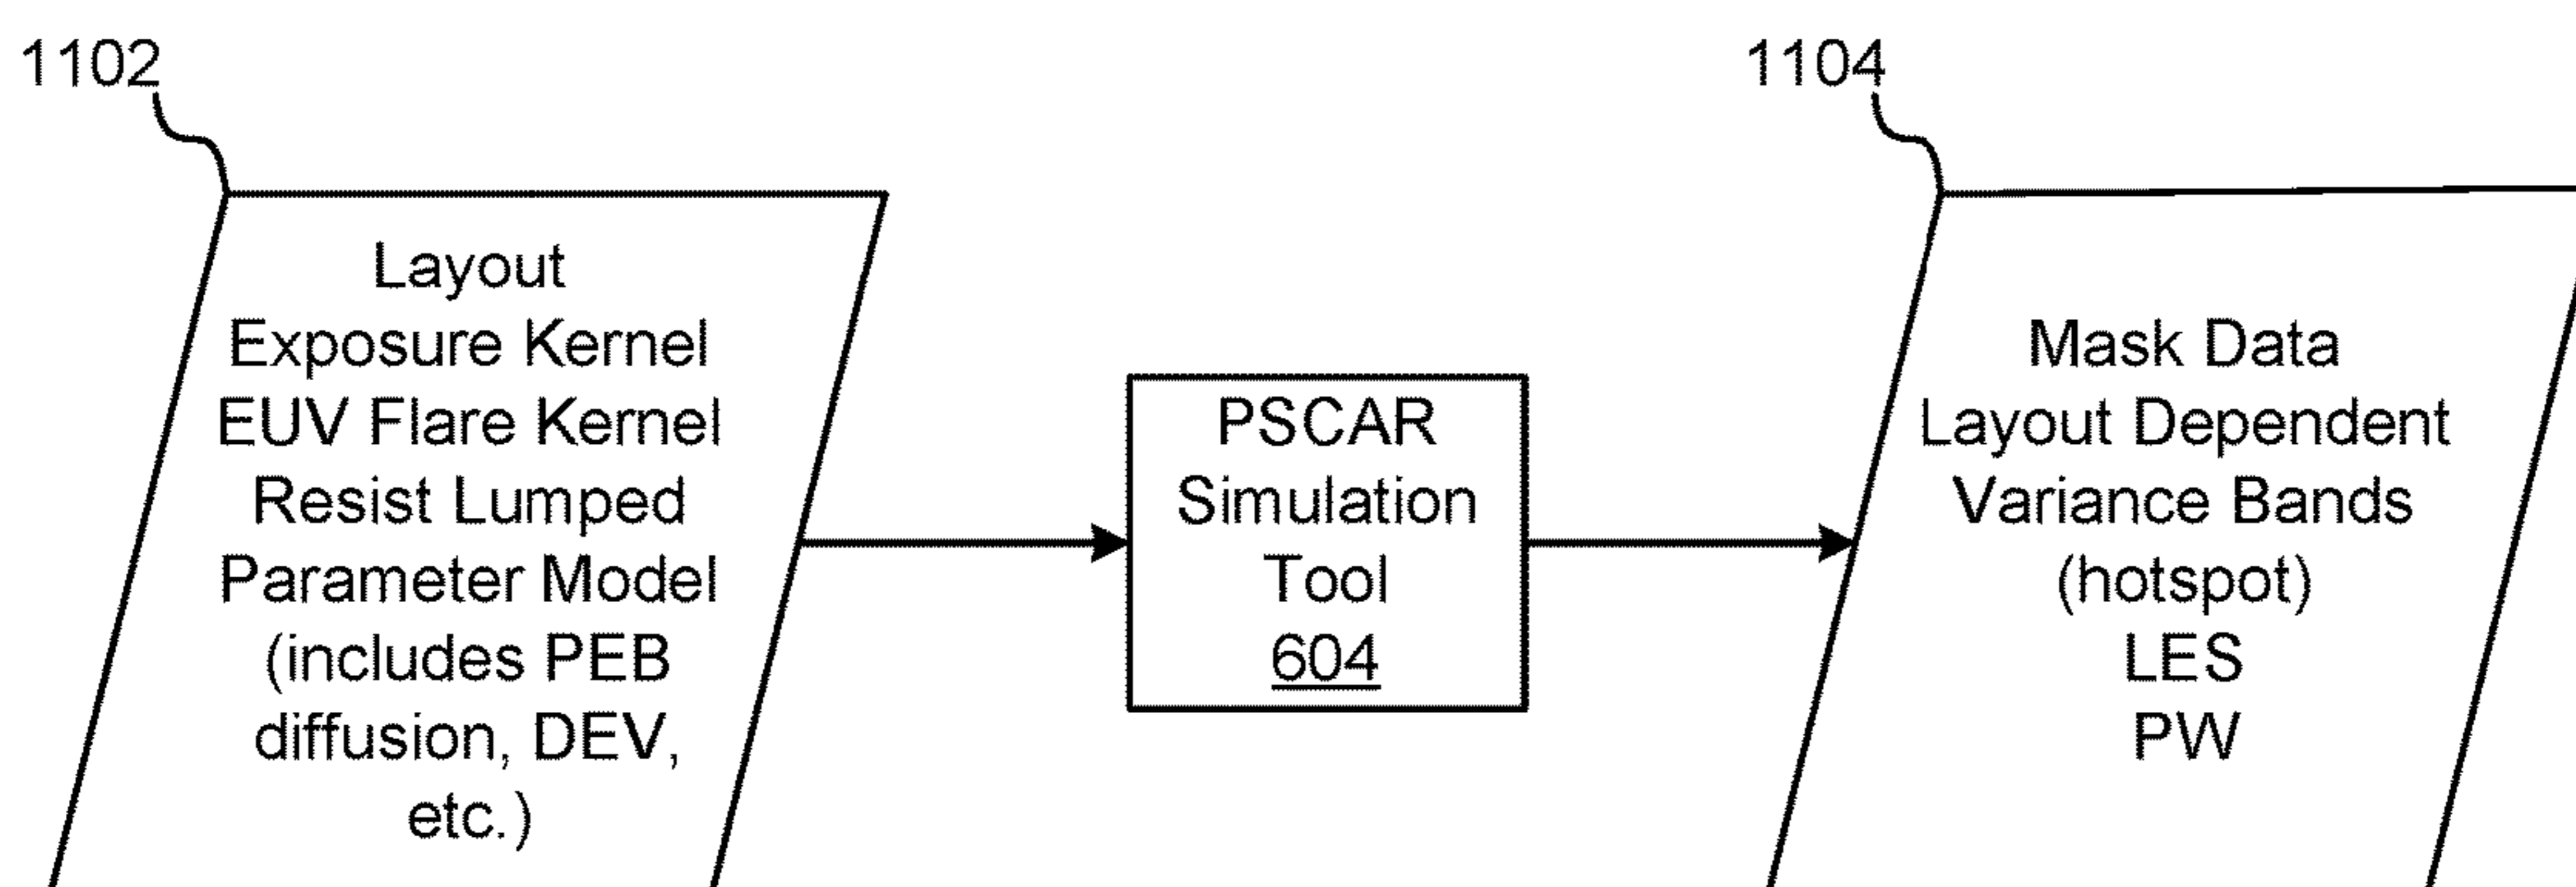 1102
Layout
Exposure Kernel
EUV Flare Kernel
Resist Lumped
Parameter Model
(includes PEB
diffusion, DEV,
etc.)
PSCAR
Simulation
Tool
604
1104
Mask Data
Layout Dependent
Variance Bands
(hotspot)
LES
PW